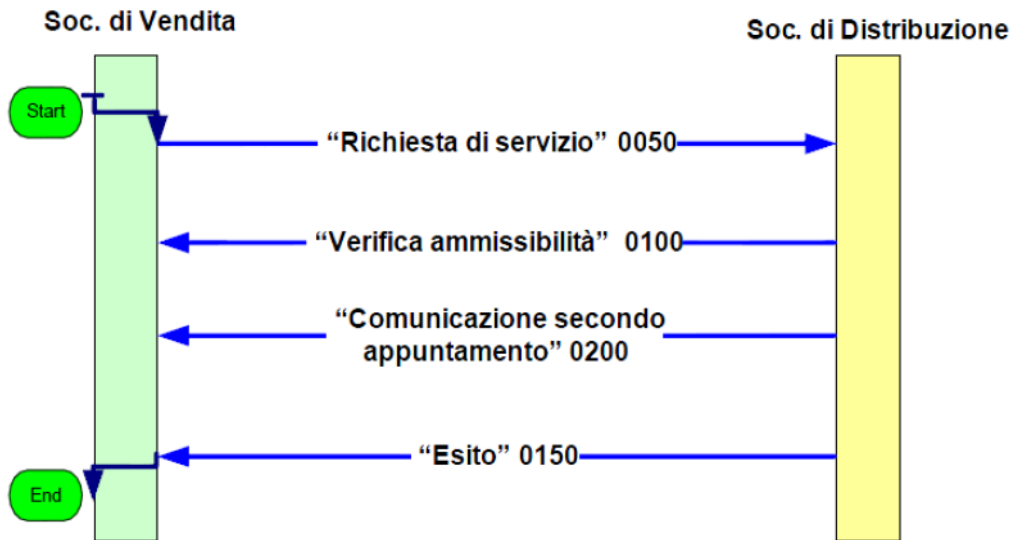 Soc. di Vendita
Soc. di Distribuzione
Start
“Richiesta di servizio” 0050
“Verifica ammissibilità” 0100
“Comunicazione secondo
appuntamento” 0200
“Esito” 0150
End